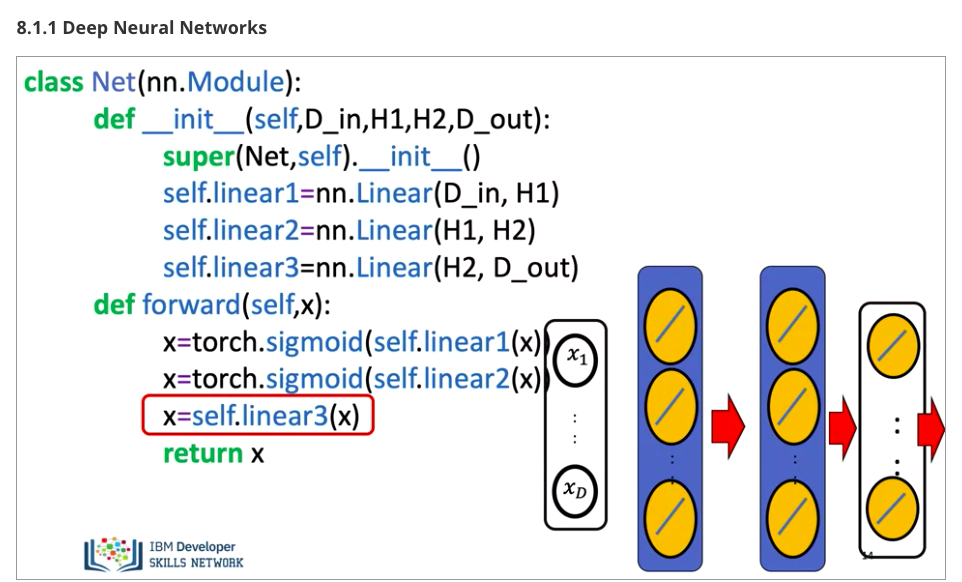 8.1.1 Deep Neural Networks
class Net(nn.Module):
def __init__(self,D_in,H1,H2,D_out):
super(Net,self).__init__()
self.linear1=nn.Linear(D_in, H1)
self.linear2=nn.Linear(H1, H2)
self.linear3=nn.Linear(H2, D_out)
def forward(self,x):
x=torch.sigmoid(self.linear1(x))
x=torch.sigmoid(self.linear2(x))
x=self.linear3(x)
return x
x1
xD
IBM Developer
SKILLS NETWORK
14